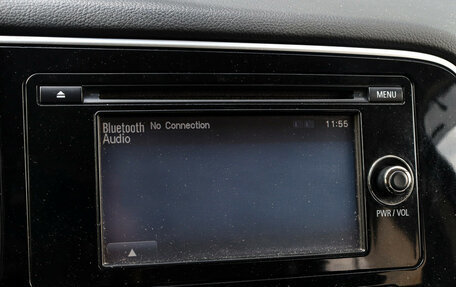 MENU
Bluetooth No Connection 11:55
Audio
PWR / VOL